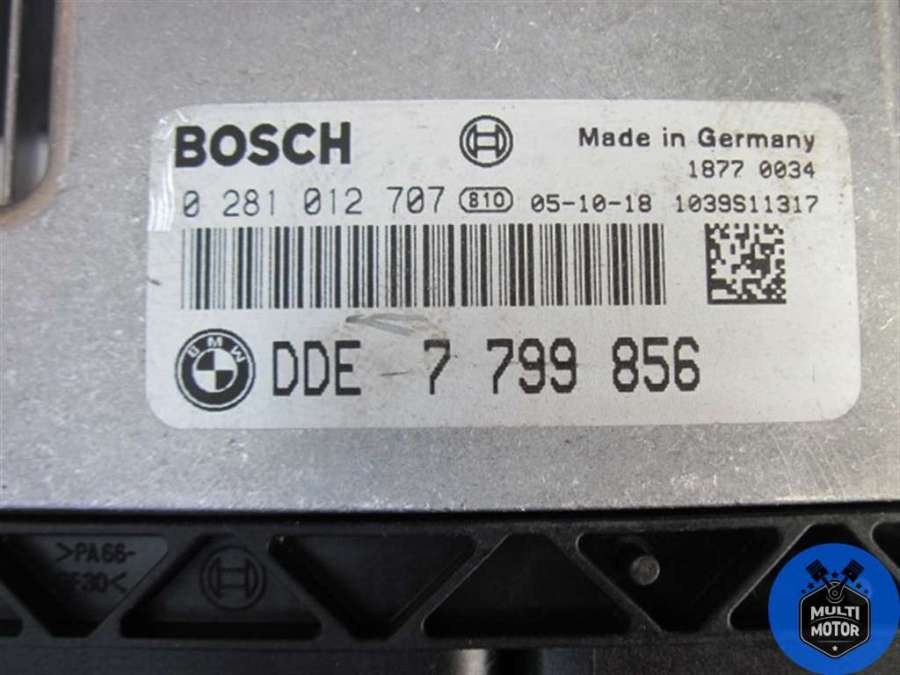 BOSCH Made in Germany
1877 0034
0 281 012 707 810 05-10-18 1039S11317
BMW DDE 7 799 856
>PA66-
GF30<
MULTI
MOTOR